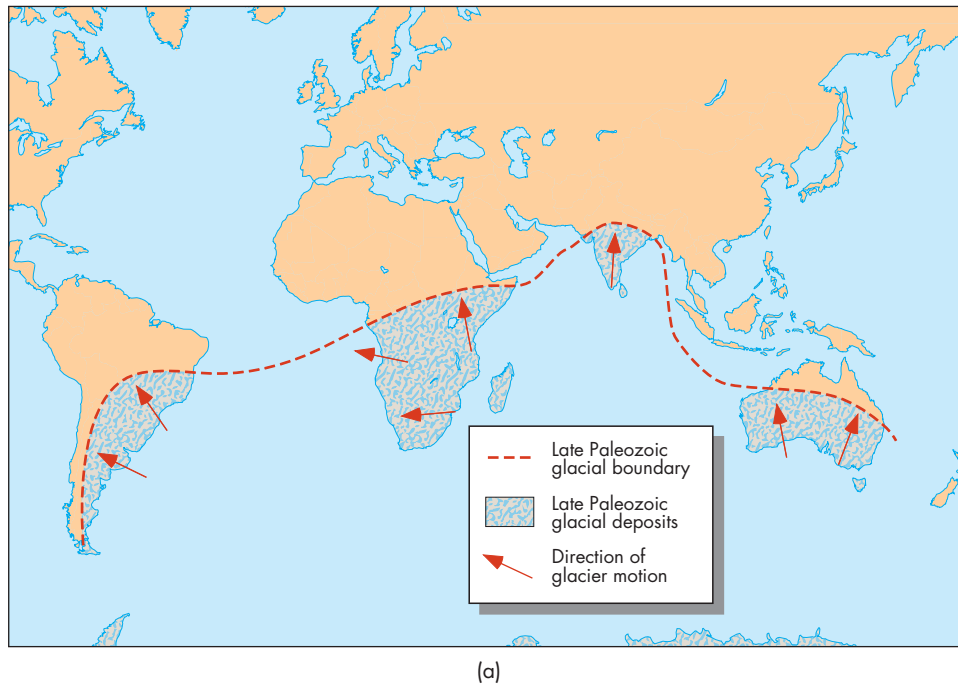 Late Paleozoic
glacial boundary
Late Paleozoic
glacial deposits
Direction of
glacier motion
(a)